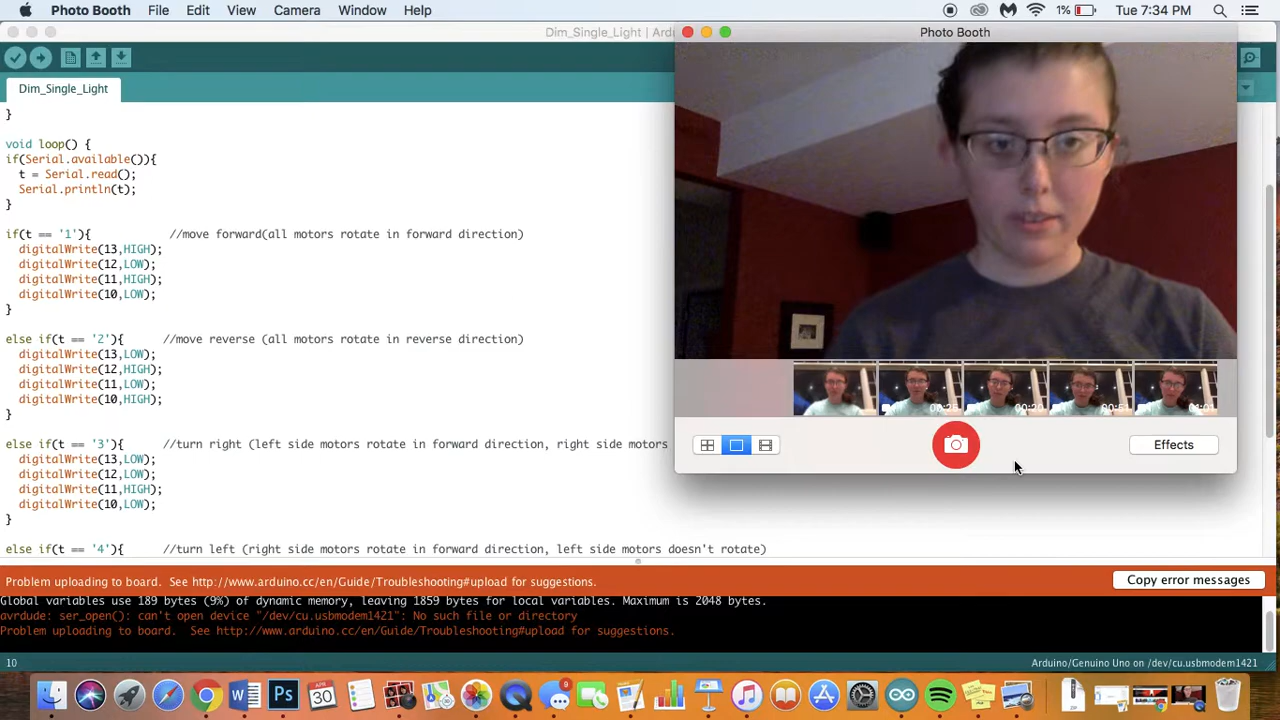 Photo Booth File Edit View Camera Window Help 1% Tue 7:34 PM
Dim_Single_Light | Ar
Photo Booth
Dim_Single_Light
}
void loop() {
if(Serial.available()){
t = Serial.read();
Serial.println(t);
}
if(t == '1'){ //move forward(all motors rotate in forward direction)
digitalWrite(13,HIGH);
digitalWrite(12,LOW);
digitalWrite(11,HIGH);
digitalWrite(10,LOW);
}
else if(t == '2'){ //move reverse (all motors rotate in reverse direction)
digitalWrite(13,LOW);
digitalWrite(12,HIGH);
digitalWrite(11,LOW);
digitalWrite(10,HIGH);
}
else if(t == '3'){ //turn right (left side motors rotate in forward direction, right side motors
digitalWrite(13,LOW);
digitalWrite(12,LOW);
digitalWrite(11,HIGH);
digitalWrite(10,LOW);
}
else if(t == '4'){ //turn left (right side motors rotate in forward direction, left side motors doesn't rotate)
Effects
Problem uploading to board. See http://www.arduino.cc/en/Guide/Troubleshooting#upload for suggestions.
Copy error messages
Global variables use 189 bytes (9%) of dynamic memory, leaving 1859 bytes for local variables. Maximum is 2048 bytes.
avrdude: ser_open(): can't open device "/dev/cu.usbmodem1421": No such file or directory
Problem uploading to board. See http://www.arduino.cc/en/Guide/Troubleshooting#upload for suggestions.
10 Arduino/Genuino Uno on /dev/cu.usbmodem1421
APR
30
9
ZIP